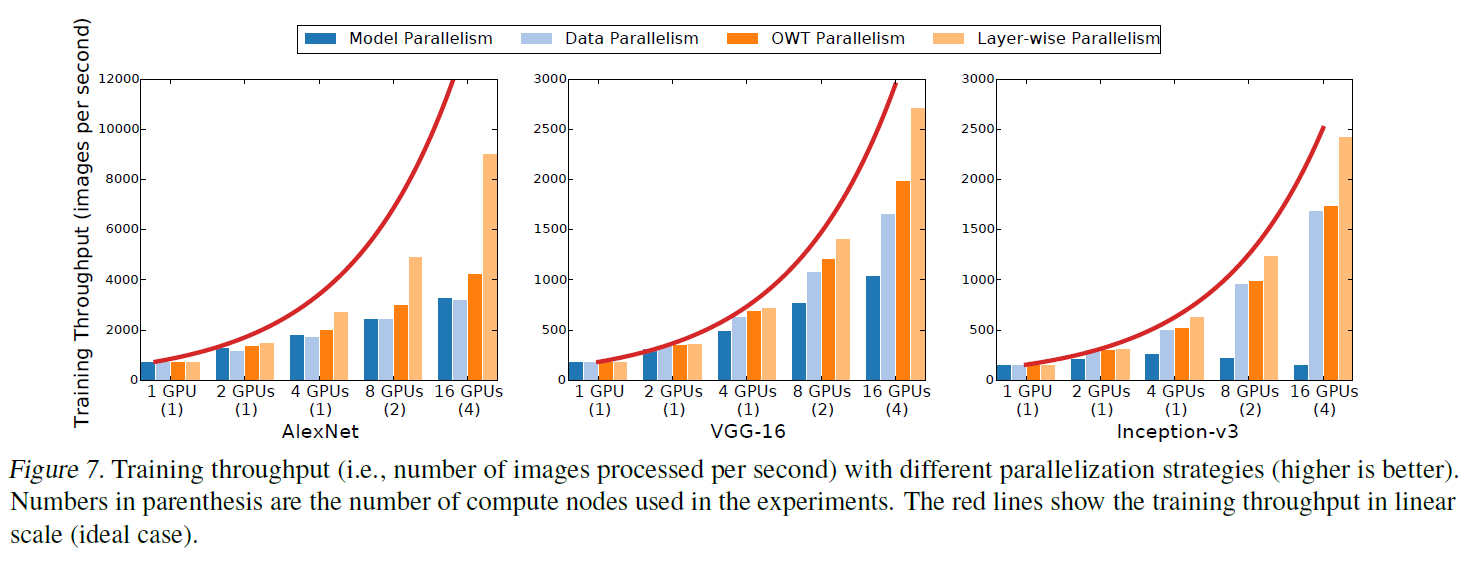 Model Parallelism Data Parallelism OWT Parallelism Layer-wise Parallelism
Training Throughput (images per second)
12000
10000
8000
6000
4000
2000
0
1 GPU 2 GPUs 4 GPUs 8 GPUs 16 GPUs
(1) (1) (1) (2) (4)
AlexNet
3000
2500
2000
1500
1000
500
0
1 GPU 2 GPUs 4 GPUs 8 GPUs 16 GPUs
(1) (1) (1) (2) (4)
VGG-16
3000
2500
2000
1500
1000
500
0
1 GPU 2 GPUs 4 GPUs 8 GPUs 16 GPUs
(1) (1) (1) (2) (4)
Inception-v3
Figure 7. Training throughput (i.e., number of images processed per second) with different parallelization strategies (higher is better).
Numbers in parenthesis are the number of compute nodes used in the experiments. The red lines show the training throughput in linear
scale (ideal case).